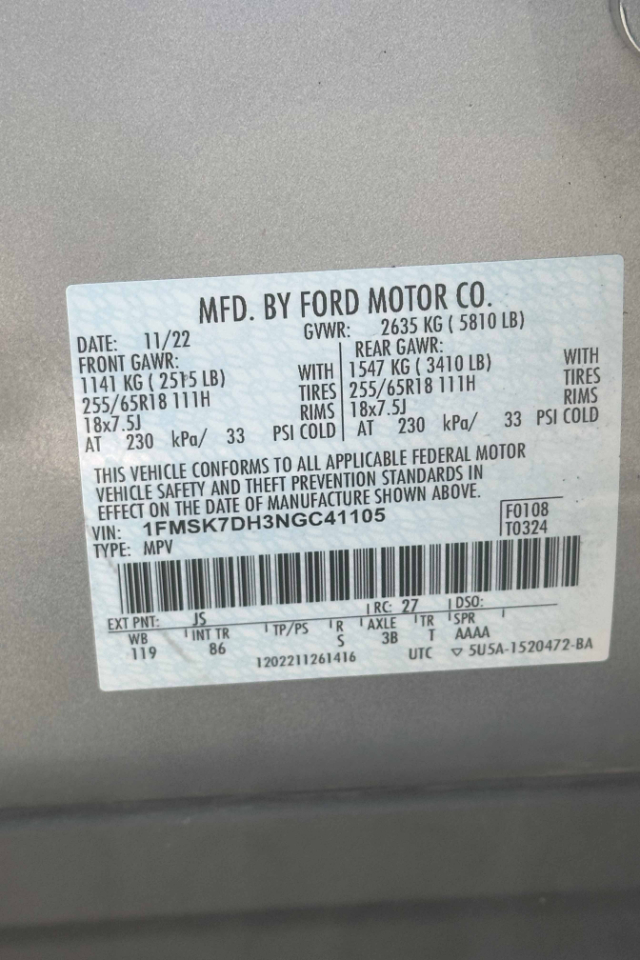 MFD. BY FORD MOTOR CO.
DATE: 11/22 GVWR: 2635 KG ( 5810 LB)
FRONT GAWR: REAR GAWR:
1141 KG ( 2515 LB) WITH 1547 KG ( 3410 LB) WITH
255/65R18 111H TIRES 255/65R18 111H TIRES
18x7.5J RIMS 18x7.5J RIMS
AT 230 kPa/ 33 PSI COLD AT 230 kPa/ 33 PSI COLD
THIS VEHICLE CONFORMS TO ALL APPLICABLE FEDERAL MOTOR
VEHICLE SAFETY AND THEFT PREVENTION STANDARDS IN
EFFECT ON THE DATE OF MANUFACTURE SHOWN ABOVE.
VIN: 1FMSK7DH3NGC41105 F0108
TYPE: MPV T0324
EXT PNT: JS RC: 27 DSO:
WB INT TR TP/PS R AXLE TR SPR
119 86 S 3B T AAAA
1202211261416 UTC ▽ 5U5A-1520472-BA